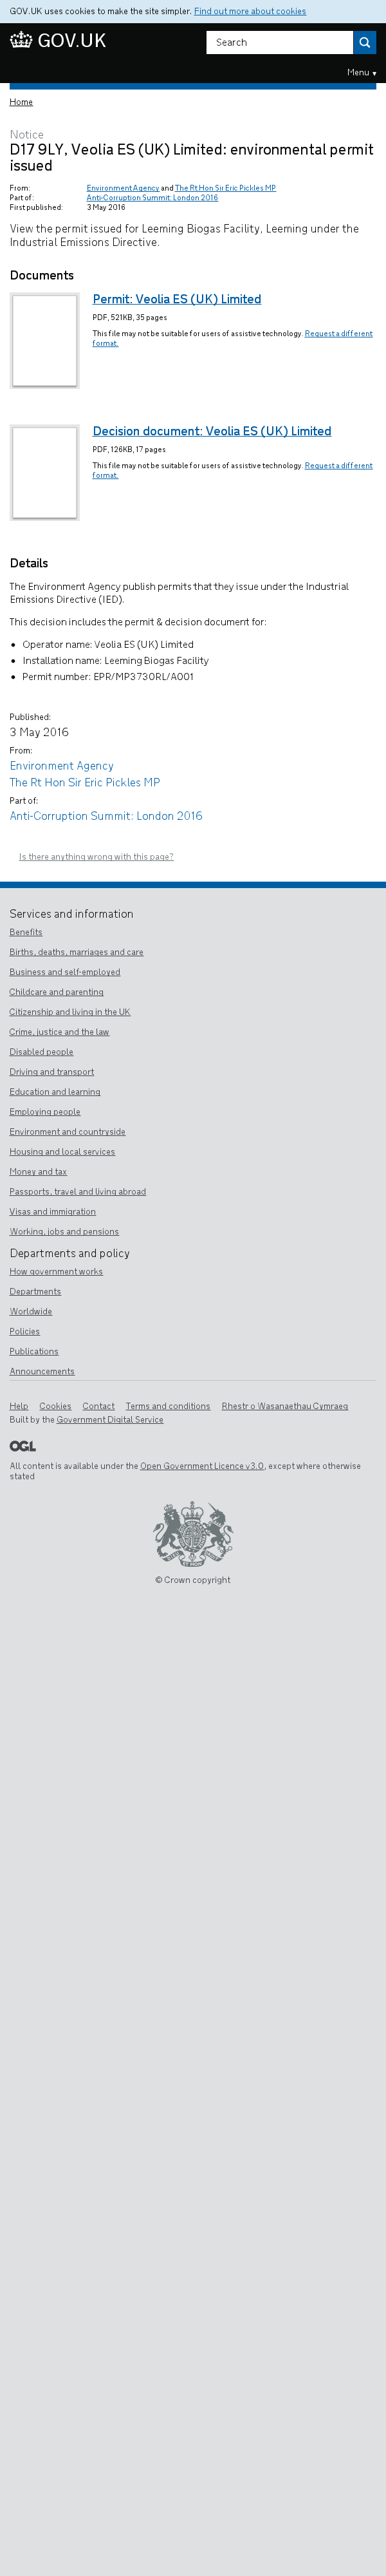 GOV.UK uses cookies to make the site simpler. Find out more about cookies
GOV.UK
Search
Menu ▾
Home
Notice
D17 9LY, Veolia ES (UK) Limited: environmental permit
issued
From: Environment Agency and The Rt Hon Sir Eric Pickles MP
Part of: Anti-Corruption Summit: London 2016
First published: 3 May 2016
View the permit issued for Leeming Biogas Facility, Leeming under the
Industrial Emissions Directive.
Documents
Permit: Veolia ES (UK) Limited
PDF, 521KB, 35 pages
This file may not be suitable for users of assistive technology. Request a different
format.
Decision document: Veolia ES (UK) Limited
PDF, 126KB, 17 pages
This file may not be suitable for users of assistive technology. Request a different
format.
Details
The Environment Agency publish permits that they issue under the Industrial
Emissions Directive (IED).
This decision includes the permit & decision document for:
• Operator name: Veolia ES (UK) Limited
• Installation name: Leeming Biogas Facility
• Permit number: EPR/MP3730RL/A001
Published:
3 May 2016
From:
Environment Agency
The Rt Hon Sir Eric Pickles MP
Part of:
Anti-Corruption Summit: London 2016
Is there anything wrong with this page?
Services and information
Benefits
Births, deaths, marriages and care
Business and self-employed
Childcare and parenting
Citizenship and living in the UK
Crime, justice and the law
Disabled people
Driving and transport
Education and learning
Employing people
Environment and countryside
Housing and local services
Money and tax
Passports, travel and living abroad
Visas and immigration
Working, jobs and pensions
Departments and policy
How government works
Departments
Worldwide
Policies
Publications
Announcements
Help Cookies Contact Terms and conditions Rhestr o Wasanaethau Cymraeg
Built by the Government Digital Service
OGL
All content is available under the Open Government Licence v3.0, except where otherwise
stated
© Crown copyright